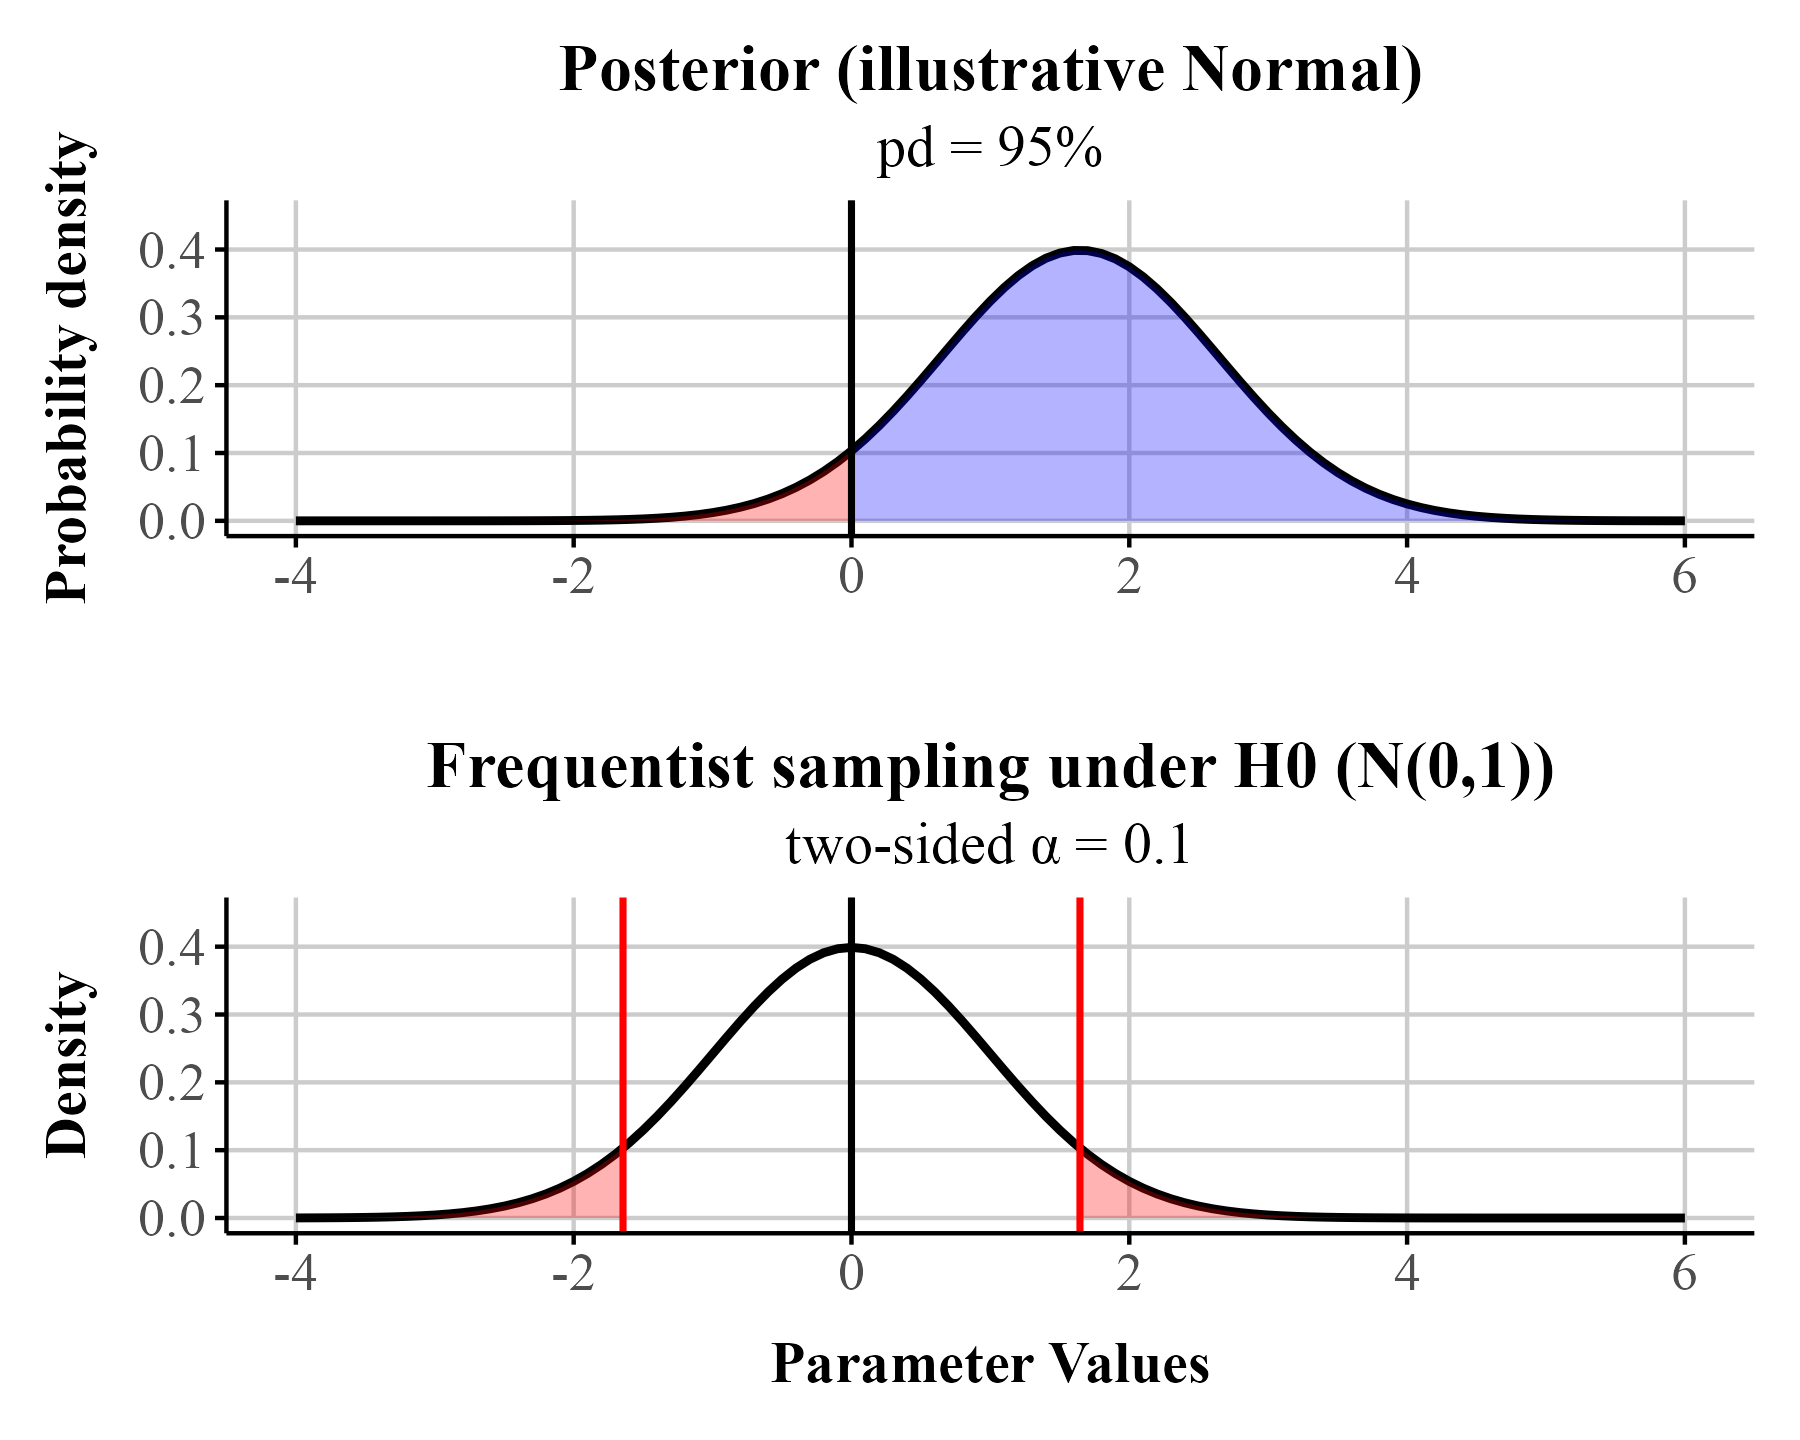 Posterior (illustrative Normal)
pd = 95%
Probability density
0.4
0.3
0.2
0.1
0.0
-4 -2 0 2 4 6
Frequentist sampling under H0 (N(0,1))
two-sided α = 0.1
Density
0.4
0.3
0.2
0.1
0.0
-4 -2 0 2 4 6
Parameter Values